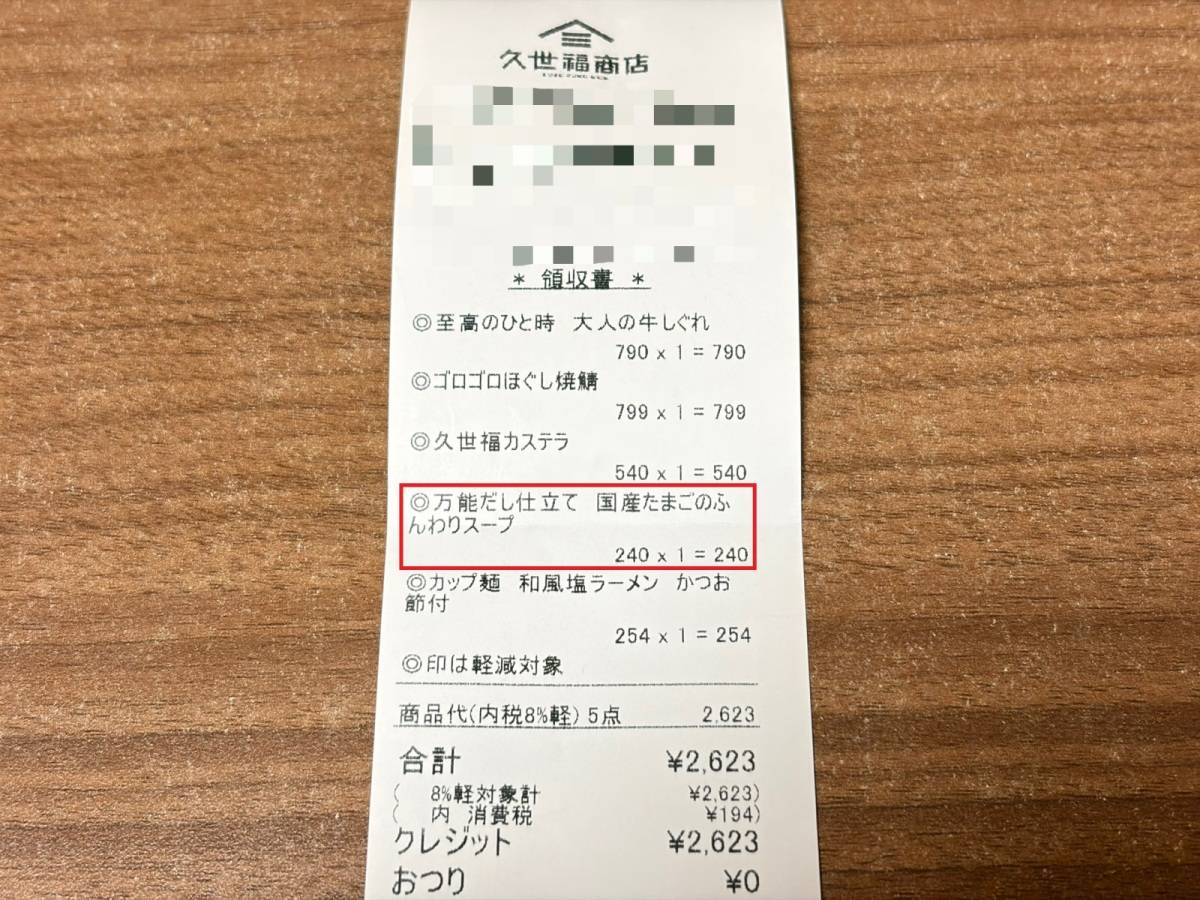 久世福商店
* 領収書 *
◎至高のひと時 大人の牛しぐれ
790 x 1 = 790
◎ゴロゴロほぐし焼鯖
799 x 1 = 799
◎久世福カステラ
540 x 1 = 540
◎万能だし仕立て 国産たまごのふ
んわりスープ
240 x 1 = 240
◎カップ麺 和風塩ラーメン かつお
節付
254 x 1 = 254
◎印は軽減対象
商品代(内税8%軽) 5点 2,623
合計 ¥2,623
( 8%軽対象計 ¥2,623)
( 内 消費税 ¥194)
クレジット ¥2,623
おつり ¥0